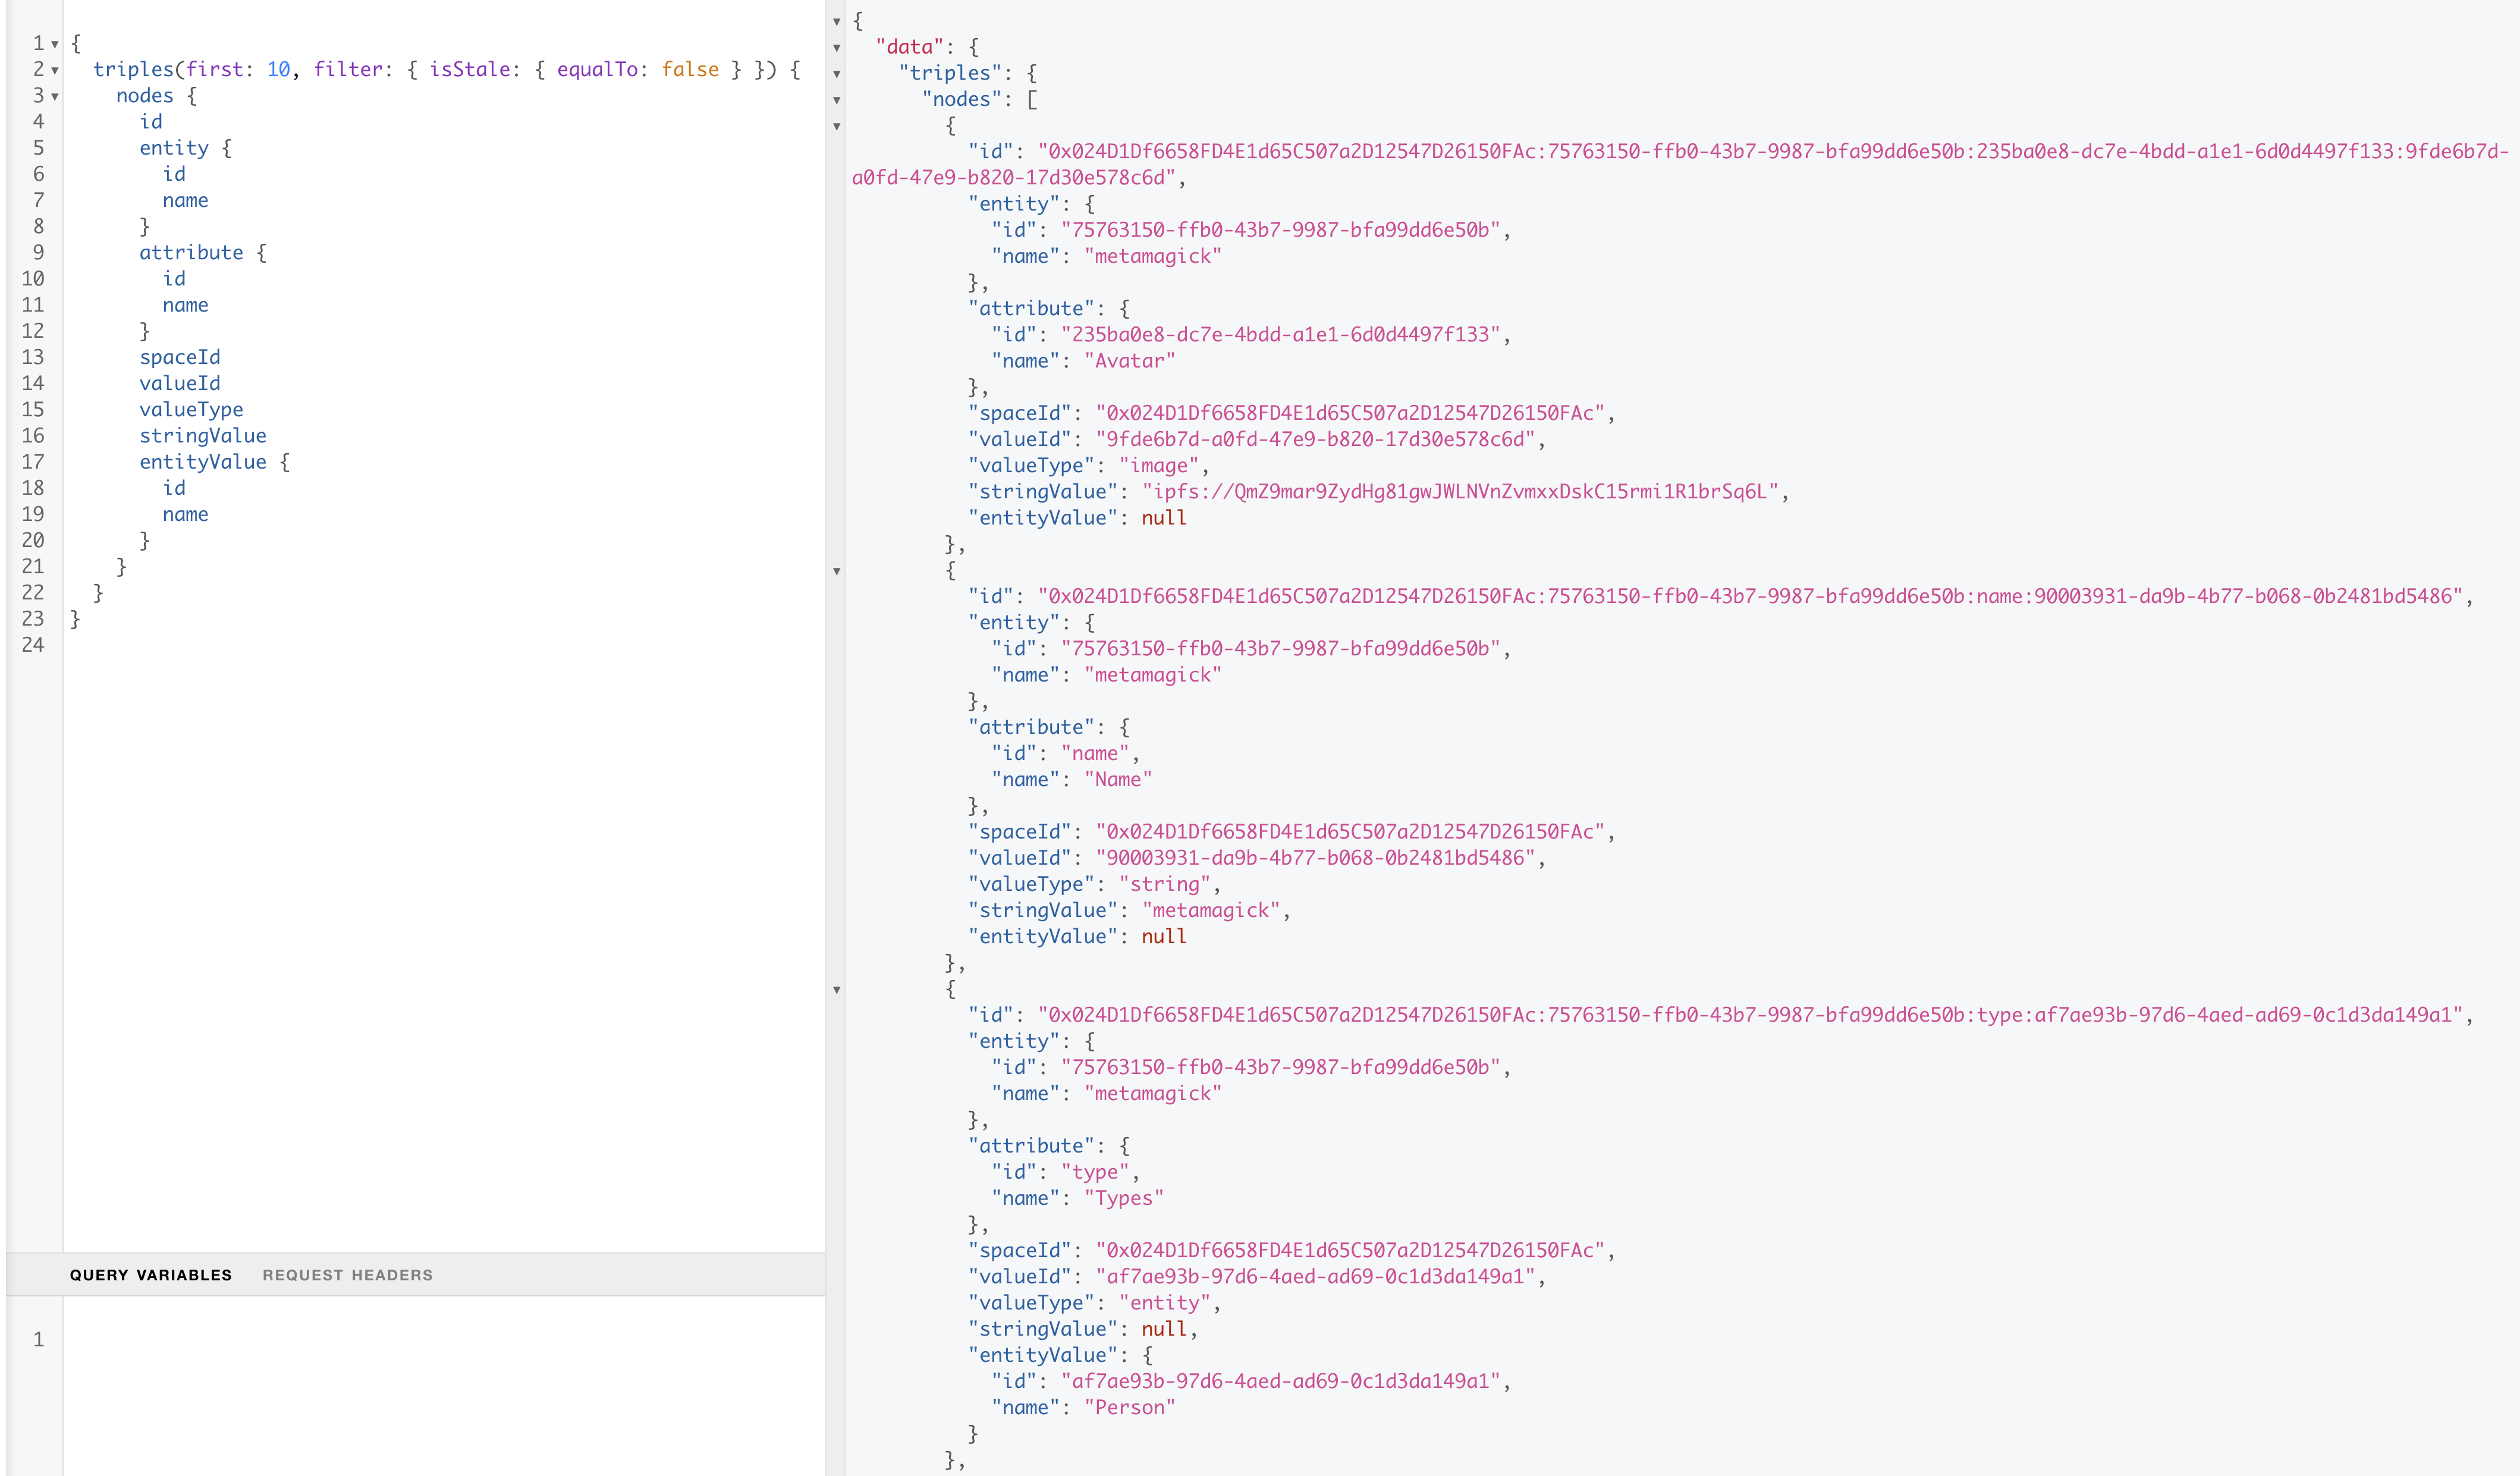 1 {
2 triples(first: 10, filter: { isStale: { equalTo: false } }) {
3 nodes {
4 id
5 entity {
6 id
7 name
8 }
9 attribute {
10 id
11 name
12 }
13 spaceId
14 valueId
15 valueType
16 stringValue
17 entityValue {
18 id
19 name
20 }
21 }
22 }
23 }
24
QUERY VARIABLES REQUEST HEADERS
1
{
"data": {
"triples": {
"nodes": [
{
"id": "0x024D1Df6658FD4E1d65C507a2D12547D26150FAc:75763150-ffb0-43b7-9987-bfa99dd6e50b:235ba0e8-dc7e-4bdd-a1e1-6d0d4497f133:9fde6b7d-
a0fd-47e9-b820-17d30e578c6d",
"entity": {
"id": "75763150-ffb0-43b7-9987-bfa99dd6e50b",
"name": "metamagick"
},
"attribute": {
"id": "235ba0e8-dc7e-4bdd-a1e1-6d0d4497f133",
"name": "Avatar"
},
"spaceId": "0x024D1Df6658FD4E1d65C507a2D12547D26150FAc",
"valueId": "9fde6b7d-a0fd-47e9-b820-17d30e578c6d",
"valueType": "image",
"stringValue": "ipfs://QmZ9mar9ZydHg81gwJWLNVnZvmxxDskC15rmi1R1brSq6L",
"entityValue": null
},
{
"id": "0x024D1Df6658FD4E1d65C507a2D12547D26150FAc:75763150-ffb0-43b7-9987-bfa99dd6e50b:name:90003931-da9b-4b77-b068-0b2481bd5486",
"entity": {
"id": "75763150-ffb0-43b7-9987-bfa99dd6e50b",
"name": "metamagick"
},
"attribute": {
"id": "name",
"name": "Name"
},
"spaceId": "0x024D1Df6658FD4E1d65C507a2D12547D26150FAc",
"valueId": "90003931-da9b-4b77-b068-0b2481bd5486",
"valueType": "string",
"stringValue": "metamagick",
"entityValue": null
},
{
"id": "0x024D1Df6658FD4E1d65C507a2D12547D26150FAc:75763150-ffb0-43b7-9987-bfa99dd6e50b:type:af7ae93b-97d6-4aed-ad69-0c1d3da149a1",
"entity": {
"id": "75763150-ffb0-43b7-9987-bfa99dd6e50b",
"name": "metamagick"
},
"attribute": {
"id": "type",
"name": "Types"
},
"spaceId": "0x024D1Df6658FD4E1d65C507a2D12547D26150FAc",
"valueId": "af7ae93b-97d6-4aed-ad69-0c1d3da149a1",
"valueType": "entity",
"stringValue": null,
"entityValue": {
"id": "af7ae93b-97d6-4aed-ad69-0c1d3da149a1",
"name": "Person"
}
},